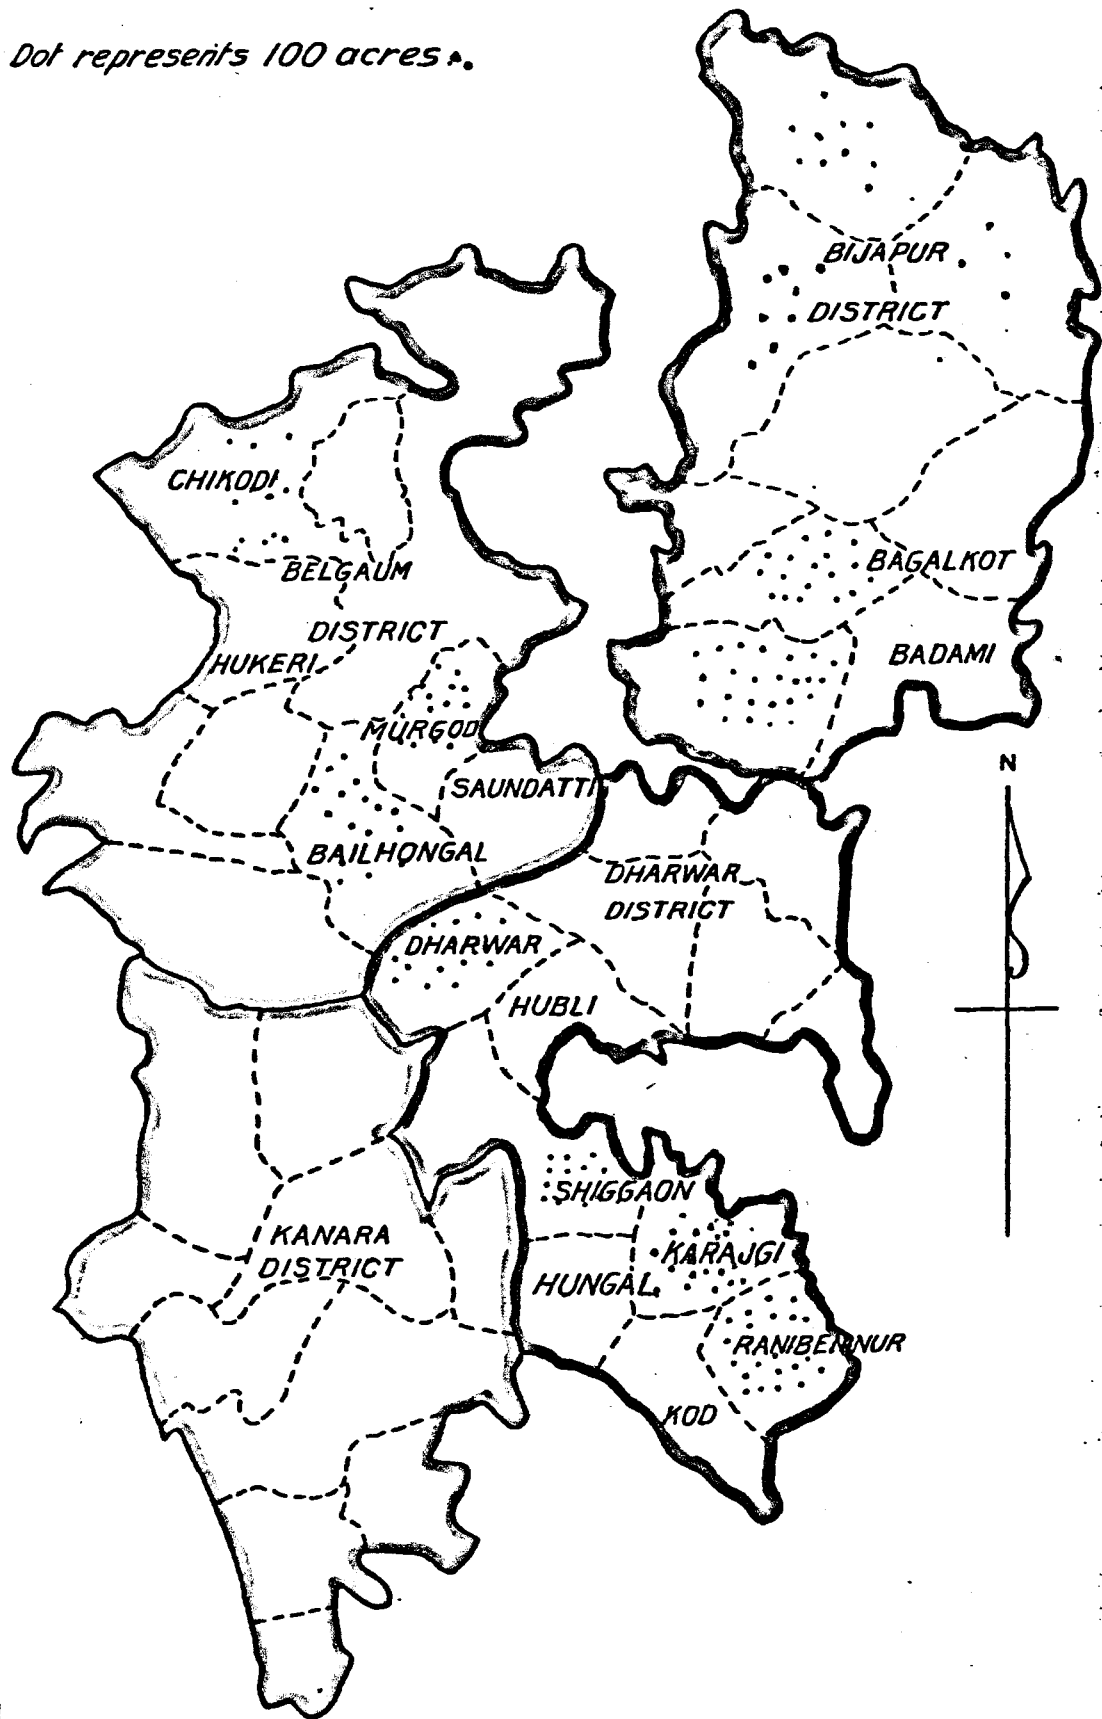 Dot represents 100 acres
BIJAPUR
DISTRICT
CHIKODI
BELGAUM
DISTRICT
BAGALKOT
HUKERI
BADAMI
MURGOD
SAUNDATTI
N
BAILHONGAL
DHARWAR
DISTRICT
DHARWAR
HUBLI
SHIGGAON
KANARA
DISTRICT
KARAJGI
HUNGAL
RANIBENNUR
KOD